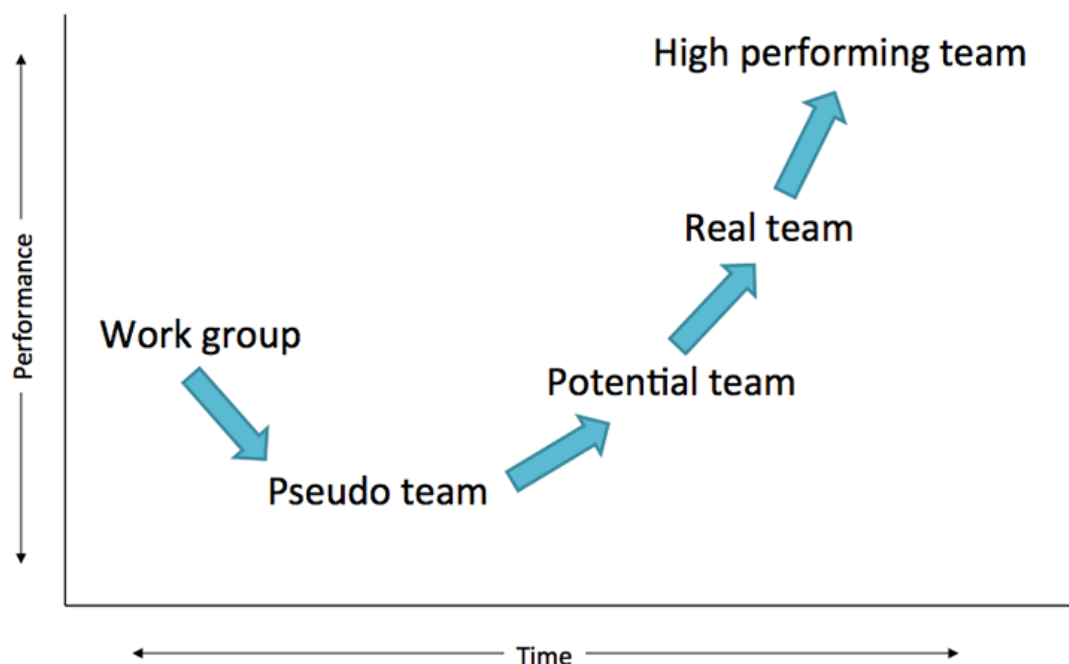 High performing team
Real team
Work group
Potential team
Pseudo team
Performance
Time